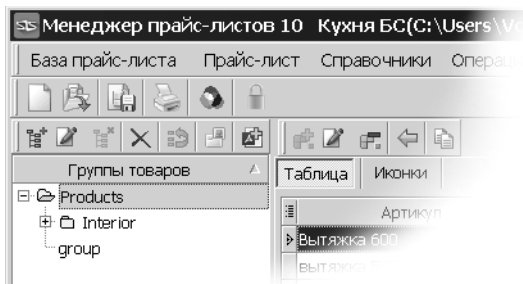 Менеджер прайс-листов 10 Кухня БС(C:\Users\
База прайс-листа Прайс-лист Справочники
Группы товаров
Таблица Иконки
Products
Артикул
Interior
Вытяжка 600
group
вытяжка